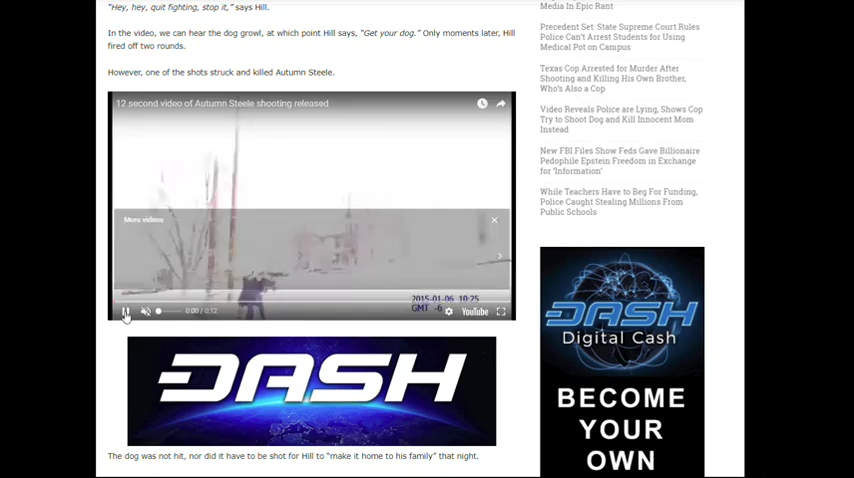 "Hey, hey, quit fighting, stop it," says Hill.
In the video, we can hear the dog growl, at which point Hill says, "Get your dog." Only moments later, Hill
fired off two rounds.
However, one of the shots struck and killed Autumn Steele.
12 second video of Autumn Steele shooting released
More videos
2015-01-06 10:25
GMT -6
0:00 / 0:12
YouTube
DASH
The dog was not hit, nor did it have to be shot for Hill to "make it home to his family" that night.
Media In Epic Rant
Precedent Set: State Supreme Court Rules
Police Can't Arrest Students for Using
Medical Pot on Campus
Texas Cop Arrested for Murder After
Shooting and Killing His Own Brother,
Who's Also a Cop
Video Reveals Police are Lying, Shows Cop
Try to Shoot Dog and Kill Innocent Mom
Instead
New FBI Files Show Feds Gave Billionaire
Pedophile Epstein Freedom in Exchange
for 'Information'
While Teachers Have to Beg For Funding,
Police Caught Stealing Millions From
Public Schools
DASH
Digital Cash
BECOME
YOUR
OWN